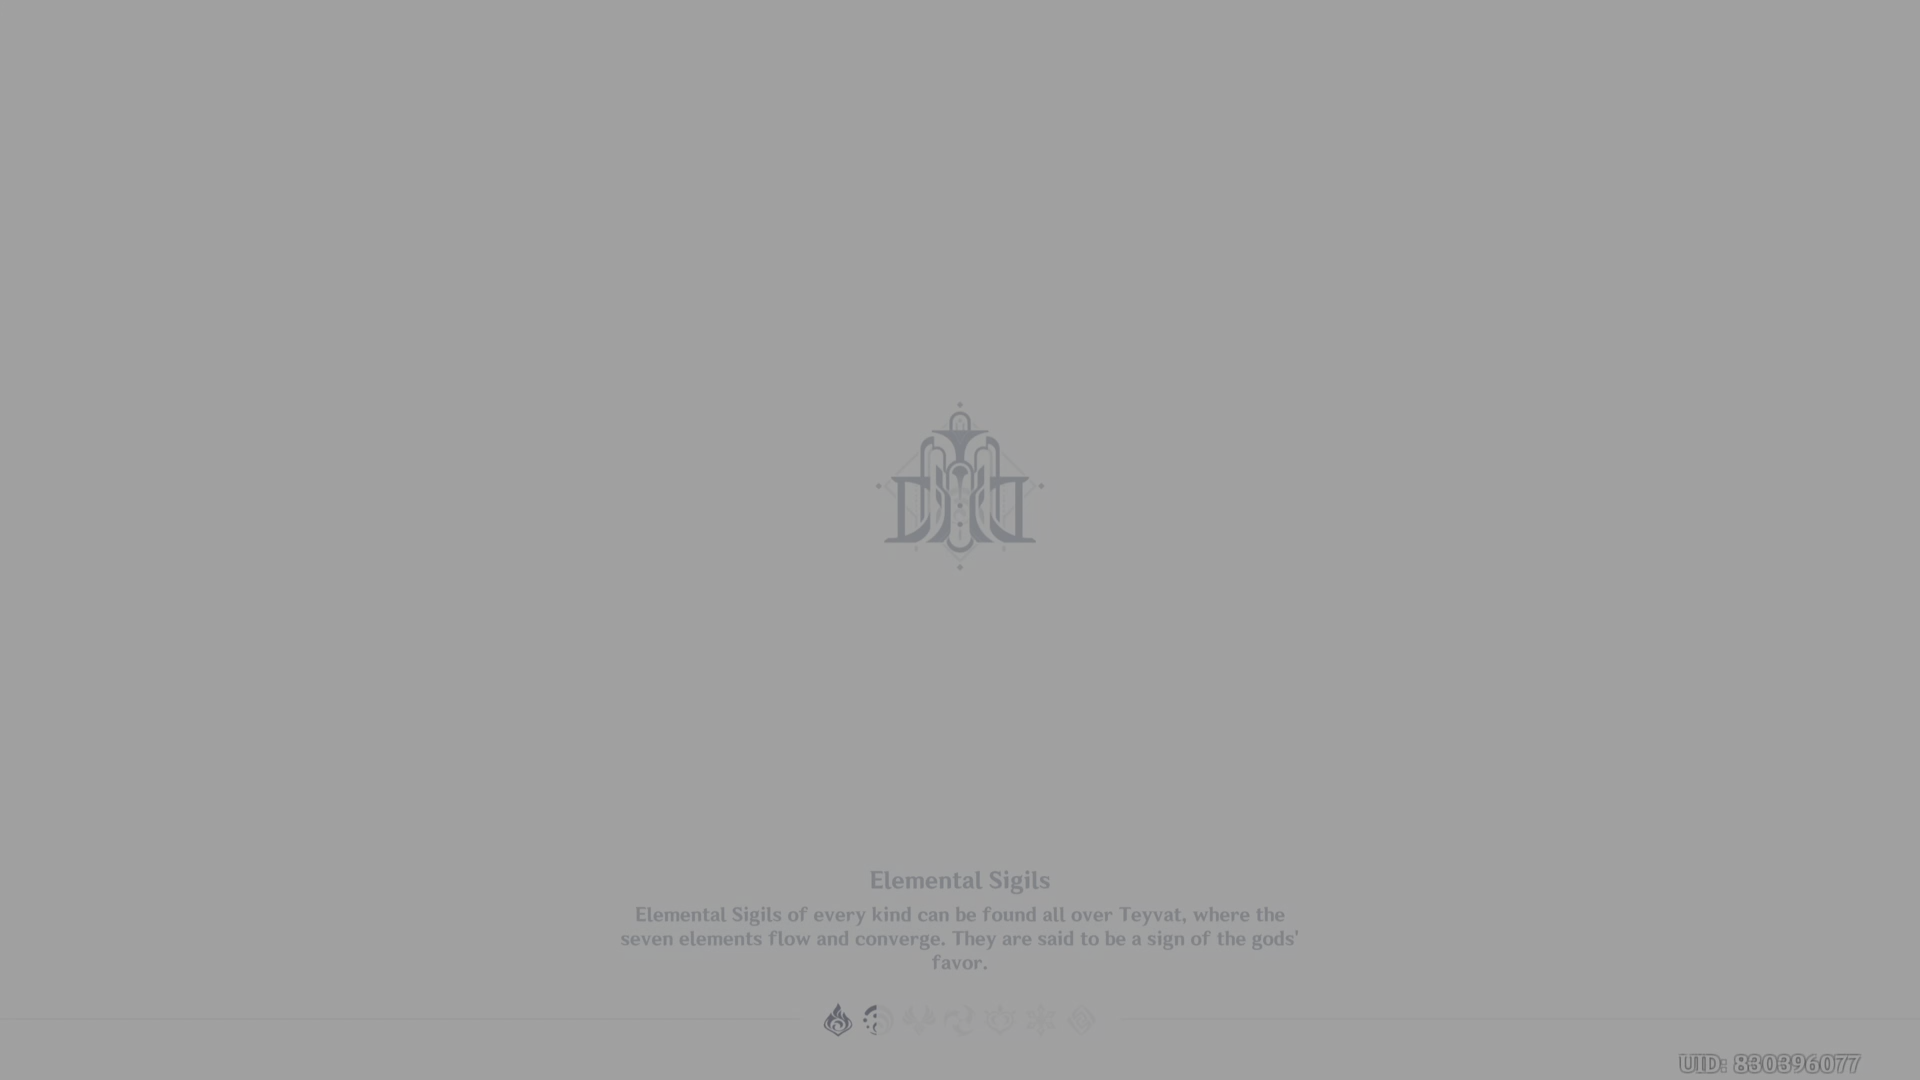 Elemental Sigils
Elemental Sigils of every kind can be found all over Teyvat, where the
seven elements flow and converge. They are said to be a sign of the gods'
favor.
UID: 830396077